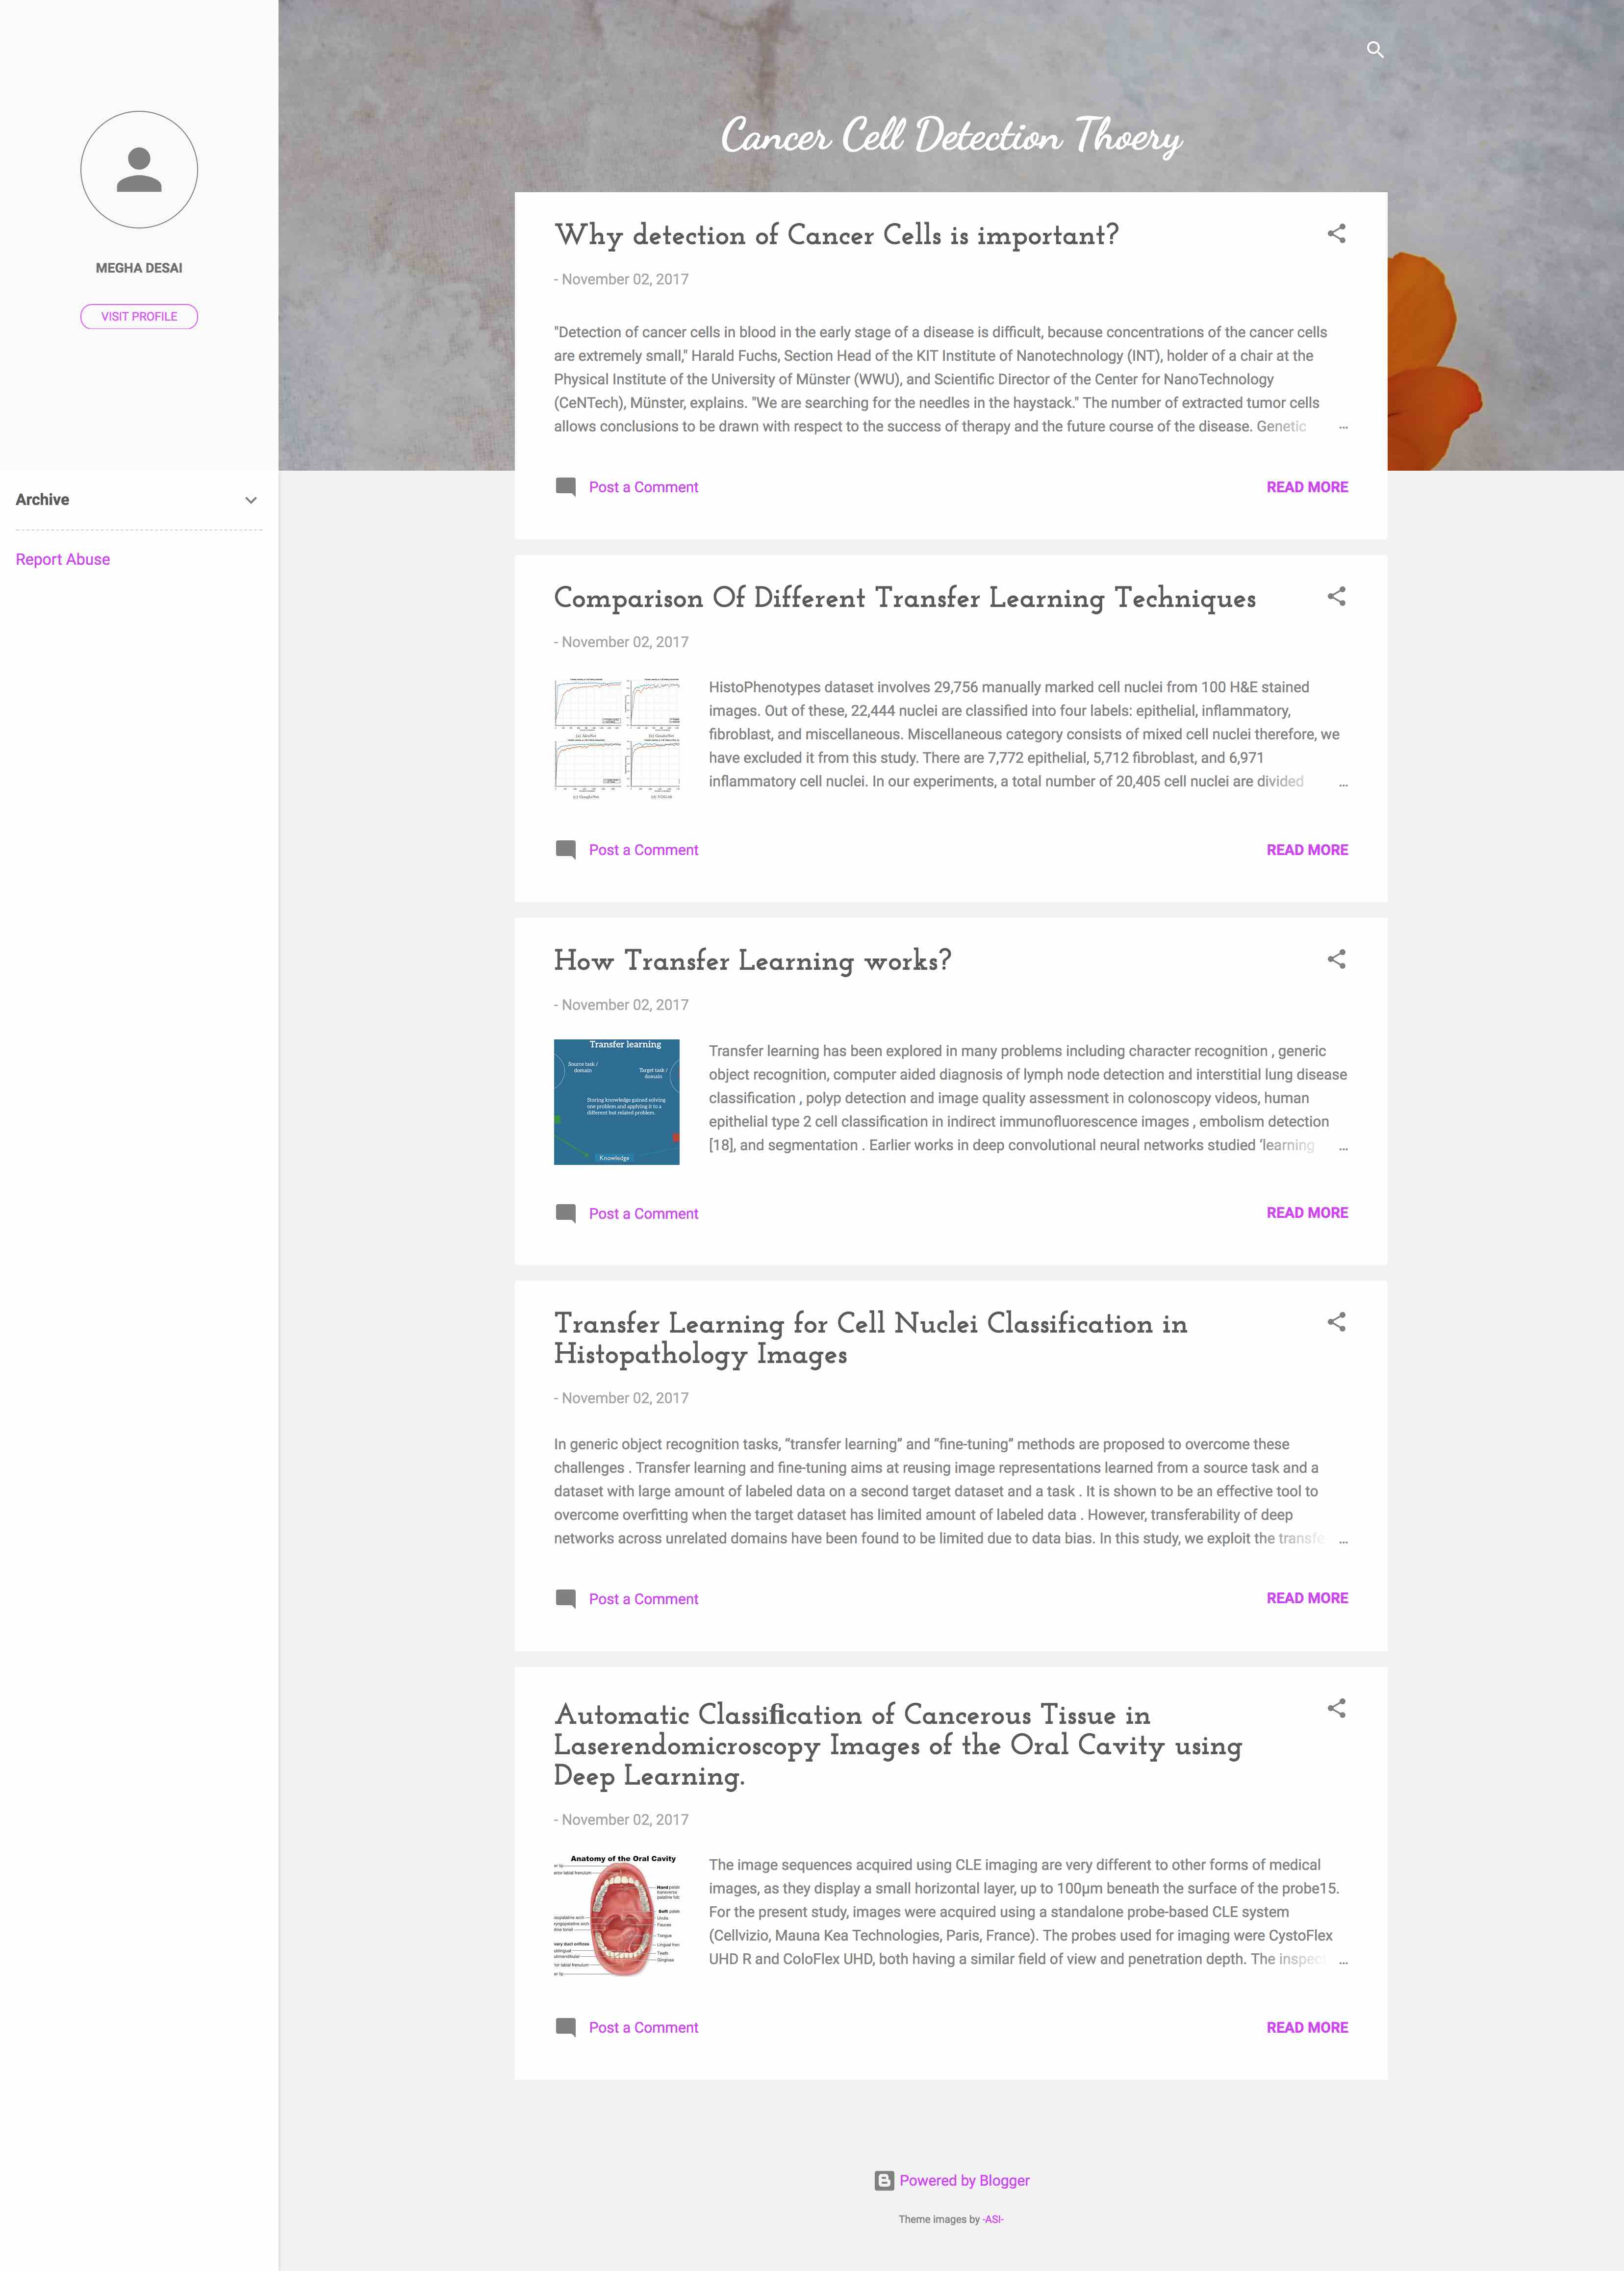 Cancer Cell Detection Thoery
MEGHA DESAI
VISIT PROFILE
Archive
Report Abuse
Why detection of Cancer Cells is important?
- November 02, 2017
"Detection of cancer cells in blood in the early stage of a disease is difficult, because concentrations of the cancer cells
are extremely small," Harald Fuchs, Section Head of the KIT Institute of Nanotechnology (INT), holder of a chair at the
Physical Institute of the University of Münster (WWU), and Scientific Director of the Center for NanoTechnology
(CeNTech), Münster, explains. "We are searching for the needles in the haystack." The number of extracted tumor cells
allows conclusions to be drawn with respect to the success of therapy and the future course of the disease. Genetic ...
Post a Comment
READ MORE
Comparison Of Different Transfer Learning Techniques
- November 02, 2017
(a) AlexNet
(c) GoogleNet
HistoPhenotypes dataset involves 29,756 manually marked cell nuclei from 100 H&E stained
images. Out of these, 22,444 nuclei are classified into four labels: epithelial, inflammatory,
fibroblast, and miscellaneous. Miscellaneous category consists of mixed cell nuclei therefore, we
have excluded it from this study. There are 7,772 epithelial, 5,712 fibroblast, and 6,971
inflammatory cell nuclei. In our experiments, a total number of 20,405 cell nuclei are divided ...
Post a Comment
READ MORE
How Transfer Learning works?
- November 02, 2017
Transfer learning
Source task /
domain
Target task /
domain
Storing knowledge gained solving
one problem and applying it to a
different but related problem.
Knowledge
Transfer learning has been explored in many problems including character recognition , generic
object recognition, computer aided diagnosis of lymph node detection and interstitial lung disease
classification , polyp detection and image quality assessment in colonoscopy videos, human
epithelial type 2 cell classification in indirect immunofluorescence images , embolism detection
[18], and segmentation . Earlier works in deep convolutional neural networks studied ‘learning ...
Post a Comment
READ MORE
Transfer Learning for Cell Nuclei Classification in
Histopathology Images
- November 02, 2017
In generic object recognition tasks, “transfer learning” and “fine-tuning” methods are proposed to overcome these
challenges . Transfer learning and fine-tuning aims at reusing image representations learned from a source task and a
dataset with large amount of labeled data on a second target dataset and a task . It is shown to be an effective tool to
overcome overfitting when the target dataset has limited amount of labeled data . However, transferability of deep
networks across unrelated domains have been found to be limited due to data bias. In this study, we exploit the transfe ...
Post a Comment
READ MORE
Automatic Classification of Cancerous Tissue in
Laserendomicroscopy Images of the Oral Cavity using
Deep Learning.
- November 02, 2017
Anatomy of the Oral Cavity
Hard
Soft
Uvula
Fauces
Tongue
Teeth
Gingivae
The image sequences acquired using CLE imaging are very different to other forms of medical
images, as they display a small horizontal layer, up to 100μm beneath the surface of the probe15.
For the present study, images were acquired using a standalone probe-based CLE system
(Cellvizio, Mauna Kea Technologies, Paris, France). The probes used for imaging were CystoFlex
UHD R and ColoFlex UHD, both having a similar field of view and penetration depth. The inspec ...
Post a Comment
READ MORE
Powered by Blogger
Theme images by -ASI-